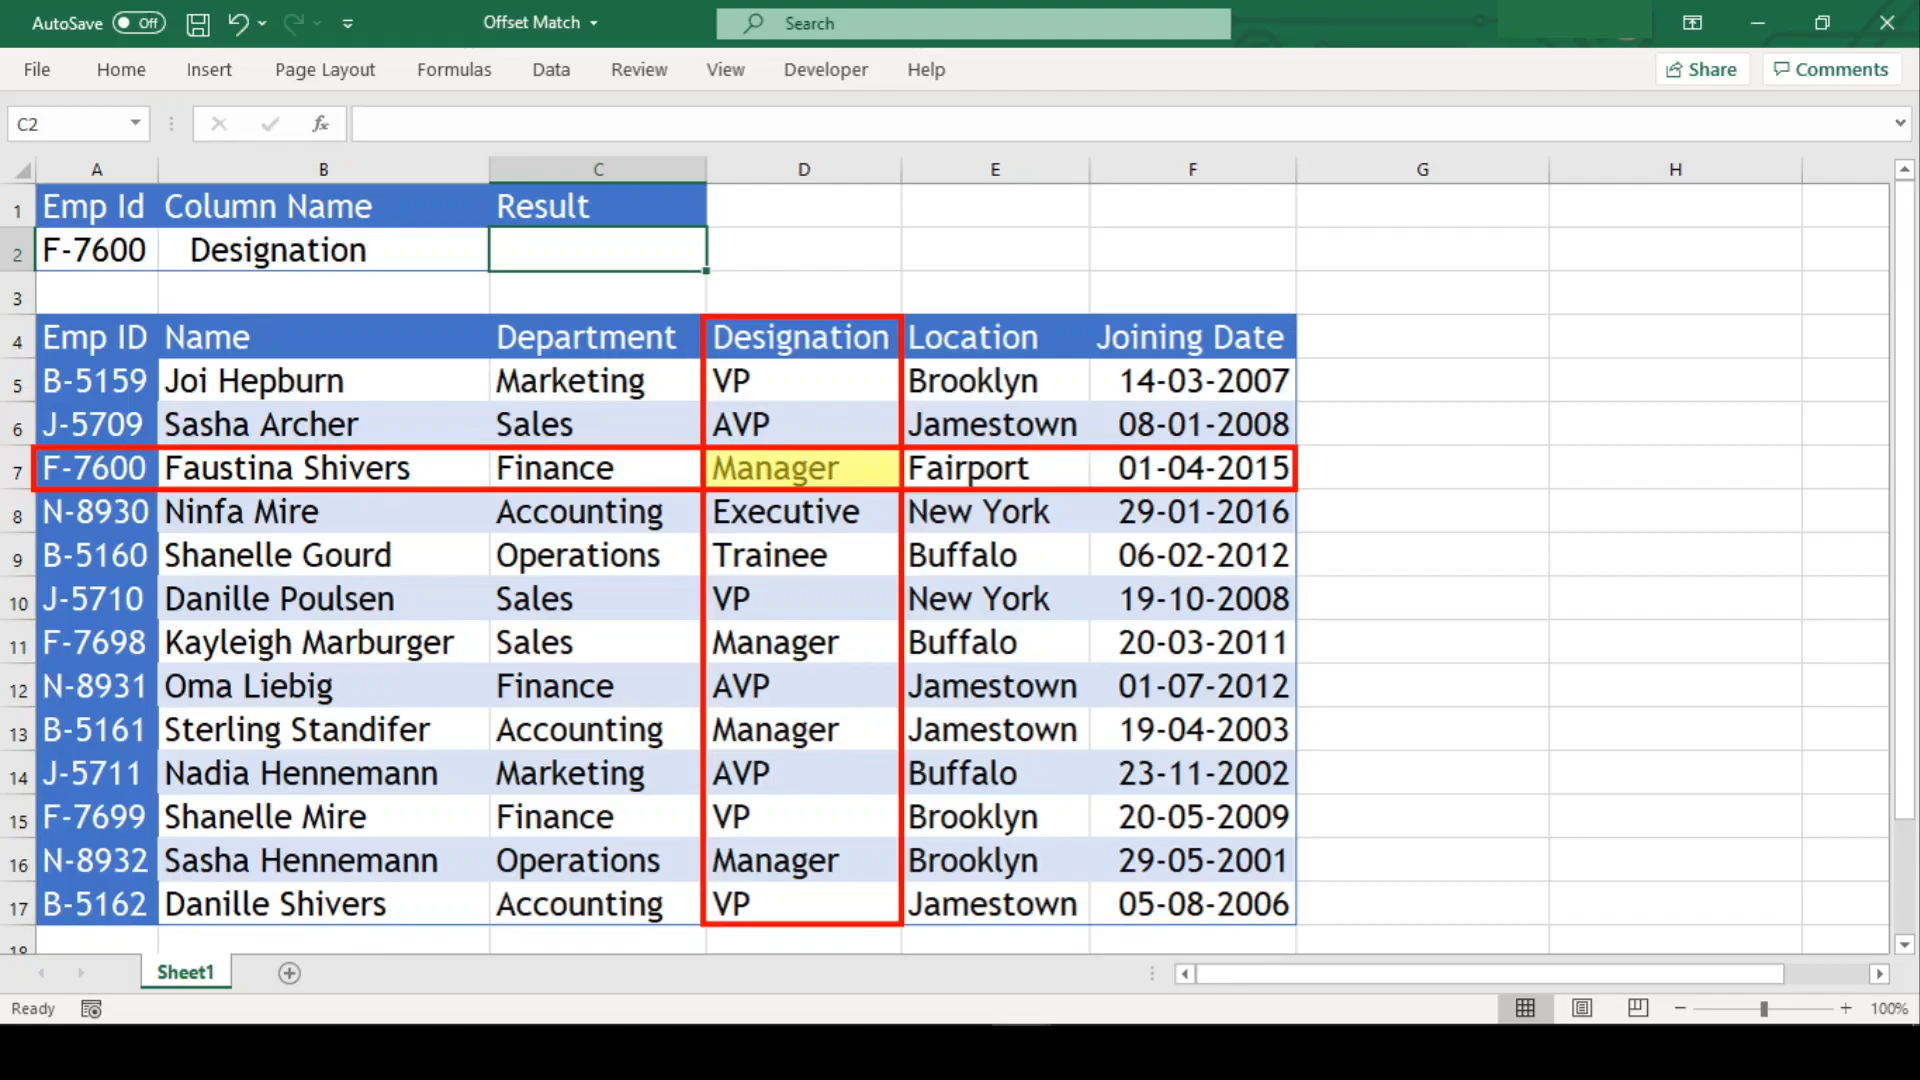 AutoSave Off Offset Match Search
File Home Insert Page Layout Formulas Data Review View Developer Help Share Comments
C2 fx
A B C D E F G H
1 Emp Id Column Name Result
2 F-7600 Designation
3
4 Emp ID Name Department Designation Location Joining Date
5 B-5159 Joi Hepburn Marketing VP Brooklyn 14-03-2007
6 J-5709 Sasha Archer Sales AVP Jamestown 08-01-2008
7 F-7600 Faustina Shivers Finance Manager Fairport 01-04-2015
8 N-8930 Ninfa Mire Accounting Executive New York 29-01-2016
9 B-5160 Shanelle Gourd Operations Trainee Buffalo 06-02-2012
10 J-5710 Danille Poulsen Sales VP New York 19-10-2008
11 F-7698 Kayleigh Marburger Sales Manager Buffalo 20-03-2011
12 N-8931 Oma Liebig Finance AVP Jamestown 01-07-2012
13 B-5161 Sterling Standifer Accounting Manager Jamestown 19-04-2003
14 J-5711 Nadia Hennemann Marketing AVP Buffalo 23-11-2002
15 F-7699 Shanelle Mire Finance VP Brooklyn 20-05-2009
16 N-8932 Sasha Hennemann Operations Manager Brooklyn 29-05-2001
17 B-5162 Danille Shivers Accounting VP Jamestown 05-08-2006
18
Sheet1
Ready 100%